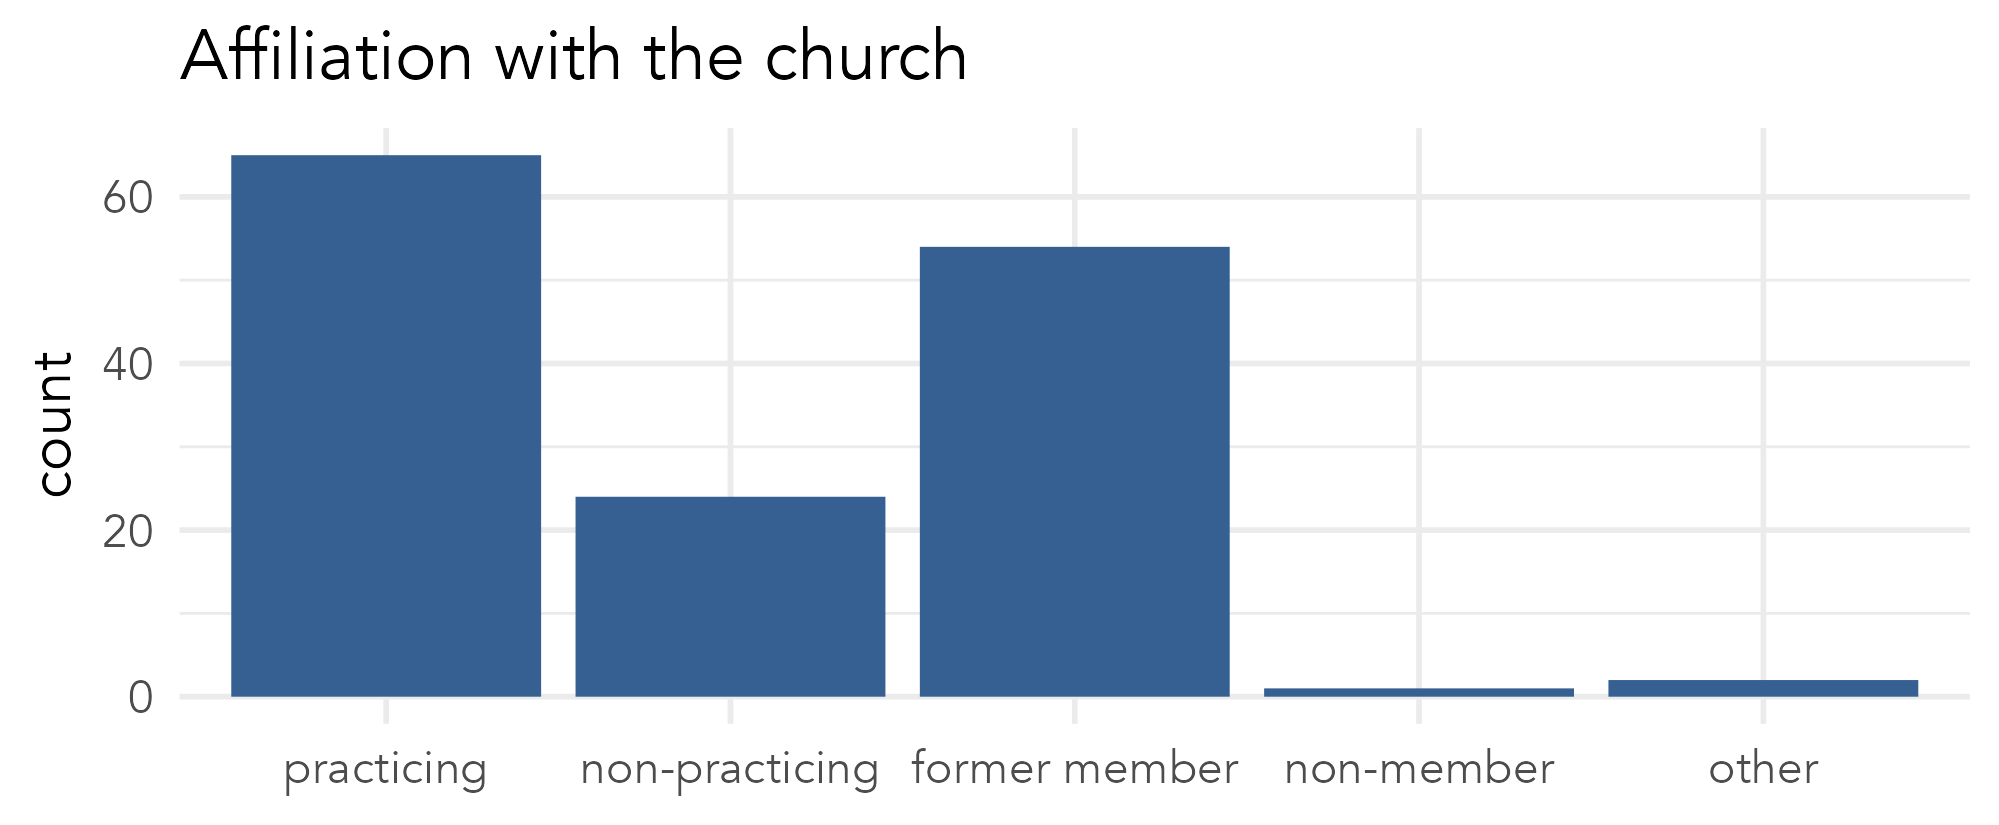 Affiliation with the church
count
60
40
20
0
practicing
non-practicing
former member
non-member
other